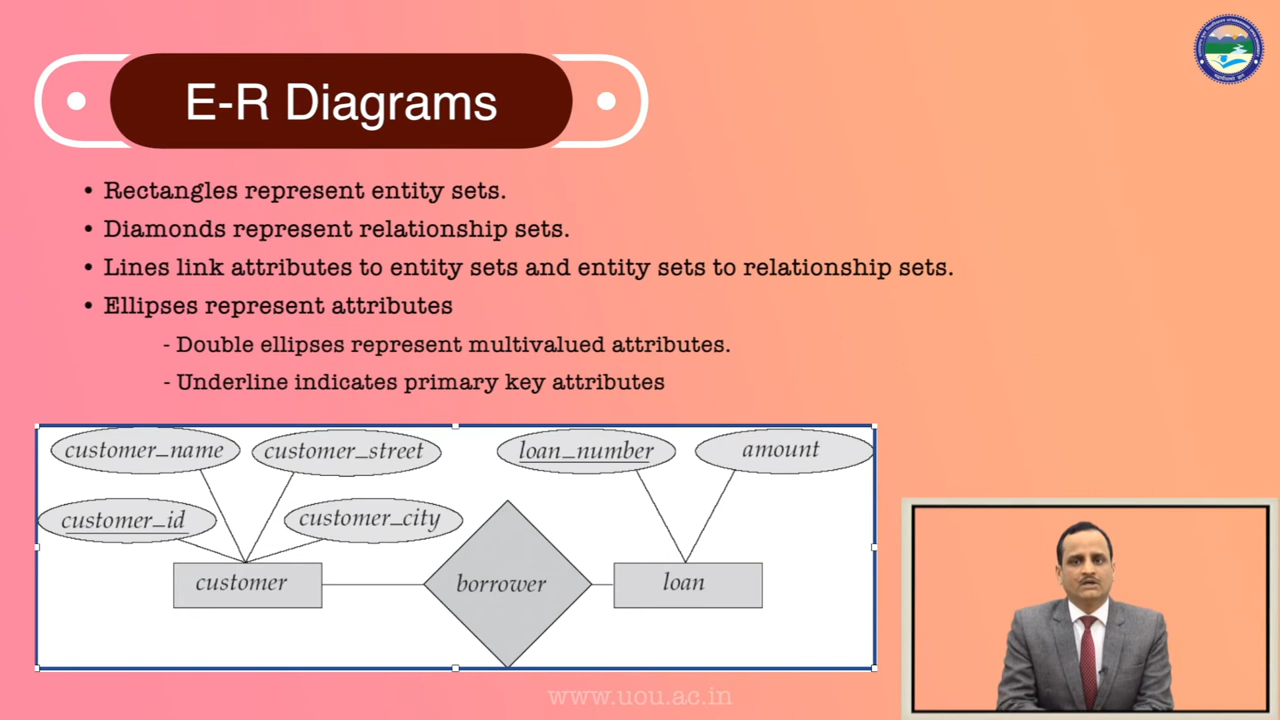 E-R Diagrams
• Rectangles represent entity sets.
• Diamonds represent relationship sets.
• Lines link attributes to entity sets and entity sets to relationship sets.
• Ellipses represent attributes
- Double ellipses represent multivalued attributes.
- Underline indicates primary key attributes
customer_name customer_street loan_number amount
customer_id customer_city
customer borrower loan
www.uou.ac.in